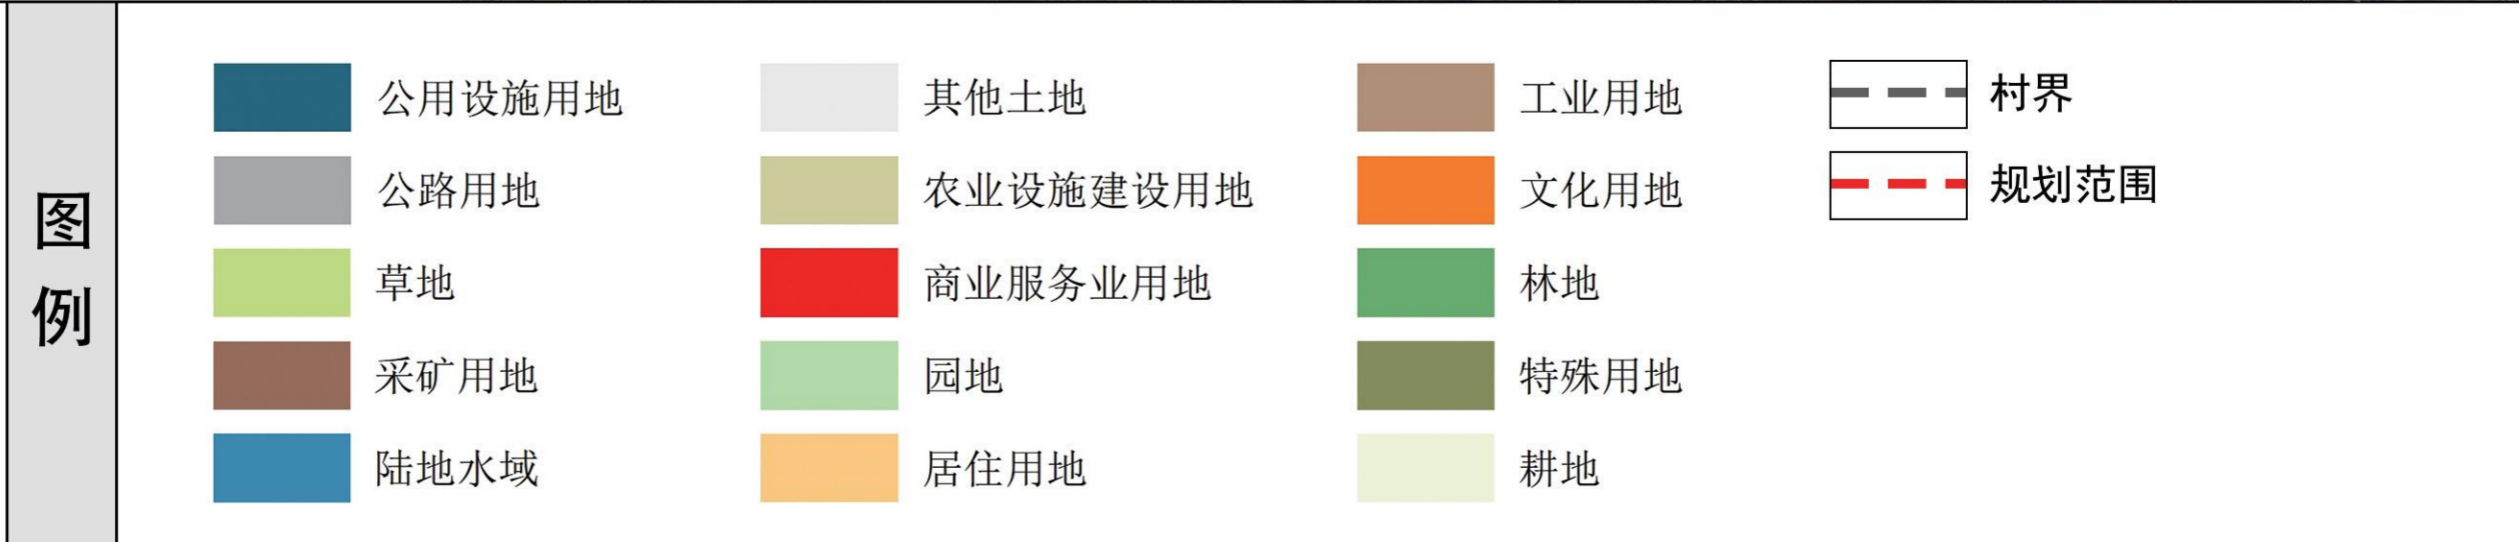 图例
公用设施用地
公路用地
草地
采矿用地
陆地水域
其他土地
农业设施建设用地
商业服务业用地
园地
居住用地
工业用地
文化用地
林地
特殊用地
耕地
村界
规划范围